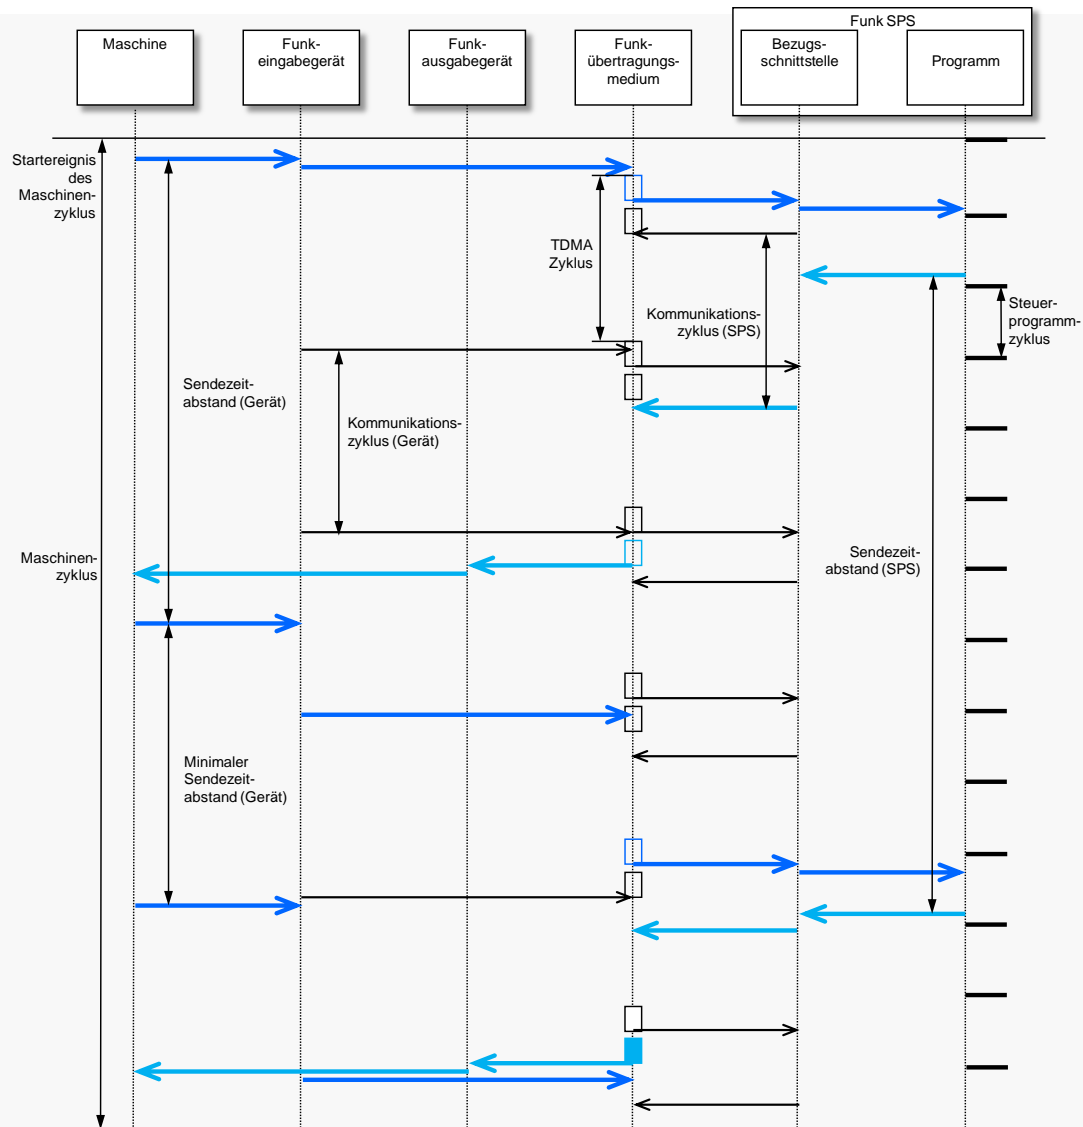 Funk SPS
Maschine
Funk-
eingabegerät
Funk-
ausgabegerät
Funk-
übertragungs-
medium
Bezugs-
schnittstelle
Programm
Startereignis
des
Maschinen-
zyklus
TDMA
Zyklus
Kommunikations-
zyklus (SPS)
Steuer-
programm-
zyklus
Sendezeit-
abstand (Gerät)
Kommunikations-
zyklus (Gerät)
Maschinen-
zyklus
Sendezeit-
abstand (SPS)
Minimaler
Sendezeit-
abstand (Gerät)